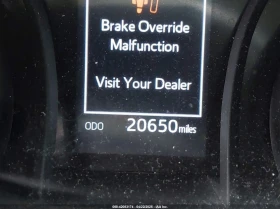 Brake Override
Malfunction
Visit Your Dealer
ODO 20650 miles